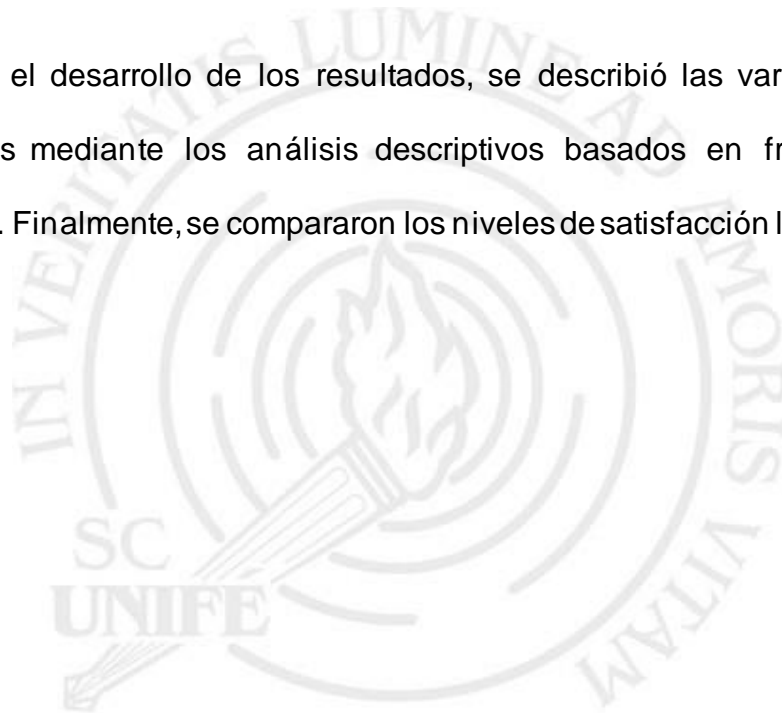 el desarrollo de los resultados, se describió las var
s mediante los análisis descriptivos basados en fr
. Finalmente, se compararon los niveles de satisfacción l
IN VERITATIS LUMINE AD AMORIS VITAM
SC
UNIFE